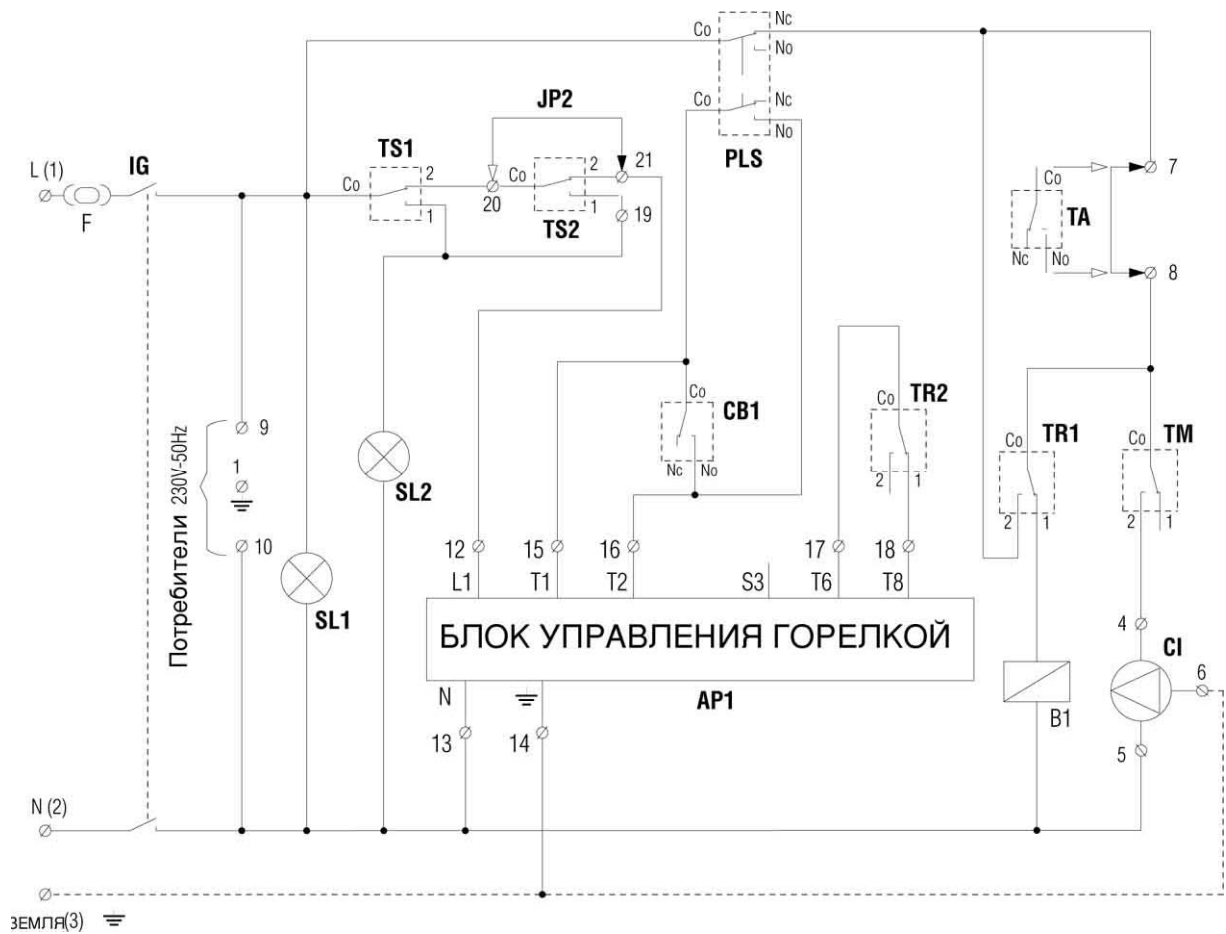 Nc
Co
No
JP2
Co
Nc
No
TS1
PLS
IG
2
2
21
L (1)
Co
Co
7
F
1
20
1
19
Co
TA
TS2
Nc
No
8
Co
CB1
TR2
Co
Co
Co
TR1
TM
Nc
No
2
1
2
1
2
1
Потребители 230V-50Hz
9
1
10
SL2
SL1
12
15
16
17
18
L1
T1
T2
S3
T6
T8
4
БЛОК УПРАВЛЕНИЯ ГОРЕЛКОЙ
CI
6
N
AP1
B1
13
14
5
N (2)
ЗЕМЛЯ(3)